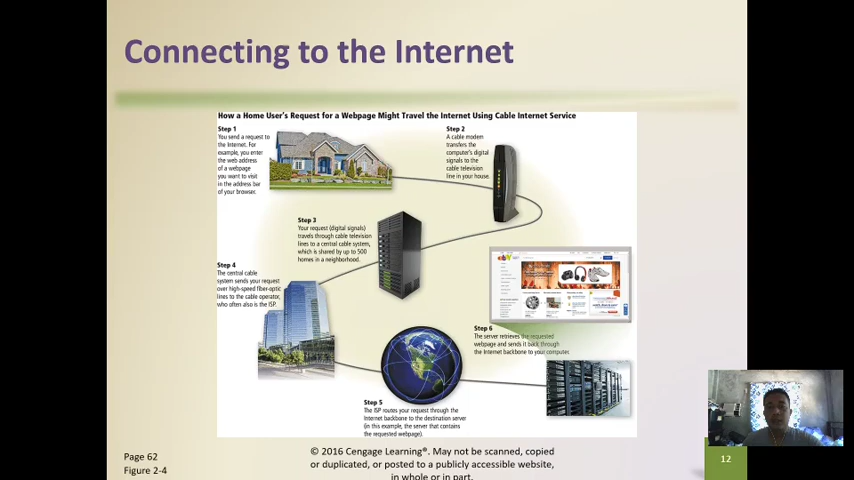 Connecting to the Internet
How a Home User's Request for a Webpage Might Travel the Internet Using Cable Internet Service
Step 1
You send a request to
the Internet. For
example, you enter
the web address
of a webpage
you want to visit
in the address bar
of your browser.
Step 2
A cable modem
transfers the
computer's digital
signals to the
cable television
line in your house.
Step 3
Your request (digital signals)
travels through cable television
lines to a central cable system,
which is shared by up to 500
homes in a neighborhood.
Step 4
The central cable
system sends your request
over high-speed fiber-optic
lines to the cable operator,
who often also is the ISP.
Step 5
The ISP routes your request through the
Internet backbone to the destination server
(in this example, the server that contains
the requested webpage).
ebay
Step 6
The server retrieves the requested
webpage and sends it back through
the Internet backbone to your computer.
Page 62
Figure 2-4
© 2016 Cengage Learning®. May not be scanned, copied
or duplicated, or posted to a publicly accessible website,
in whole or in part.
12